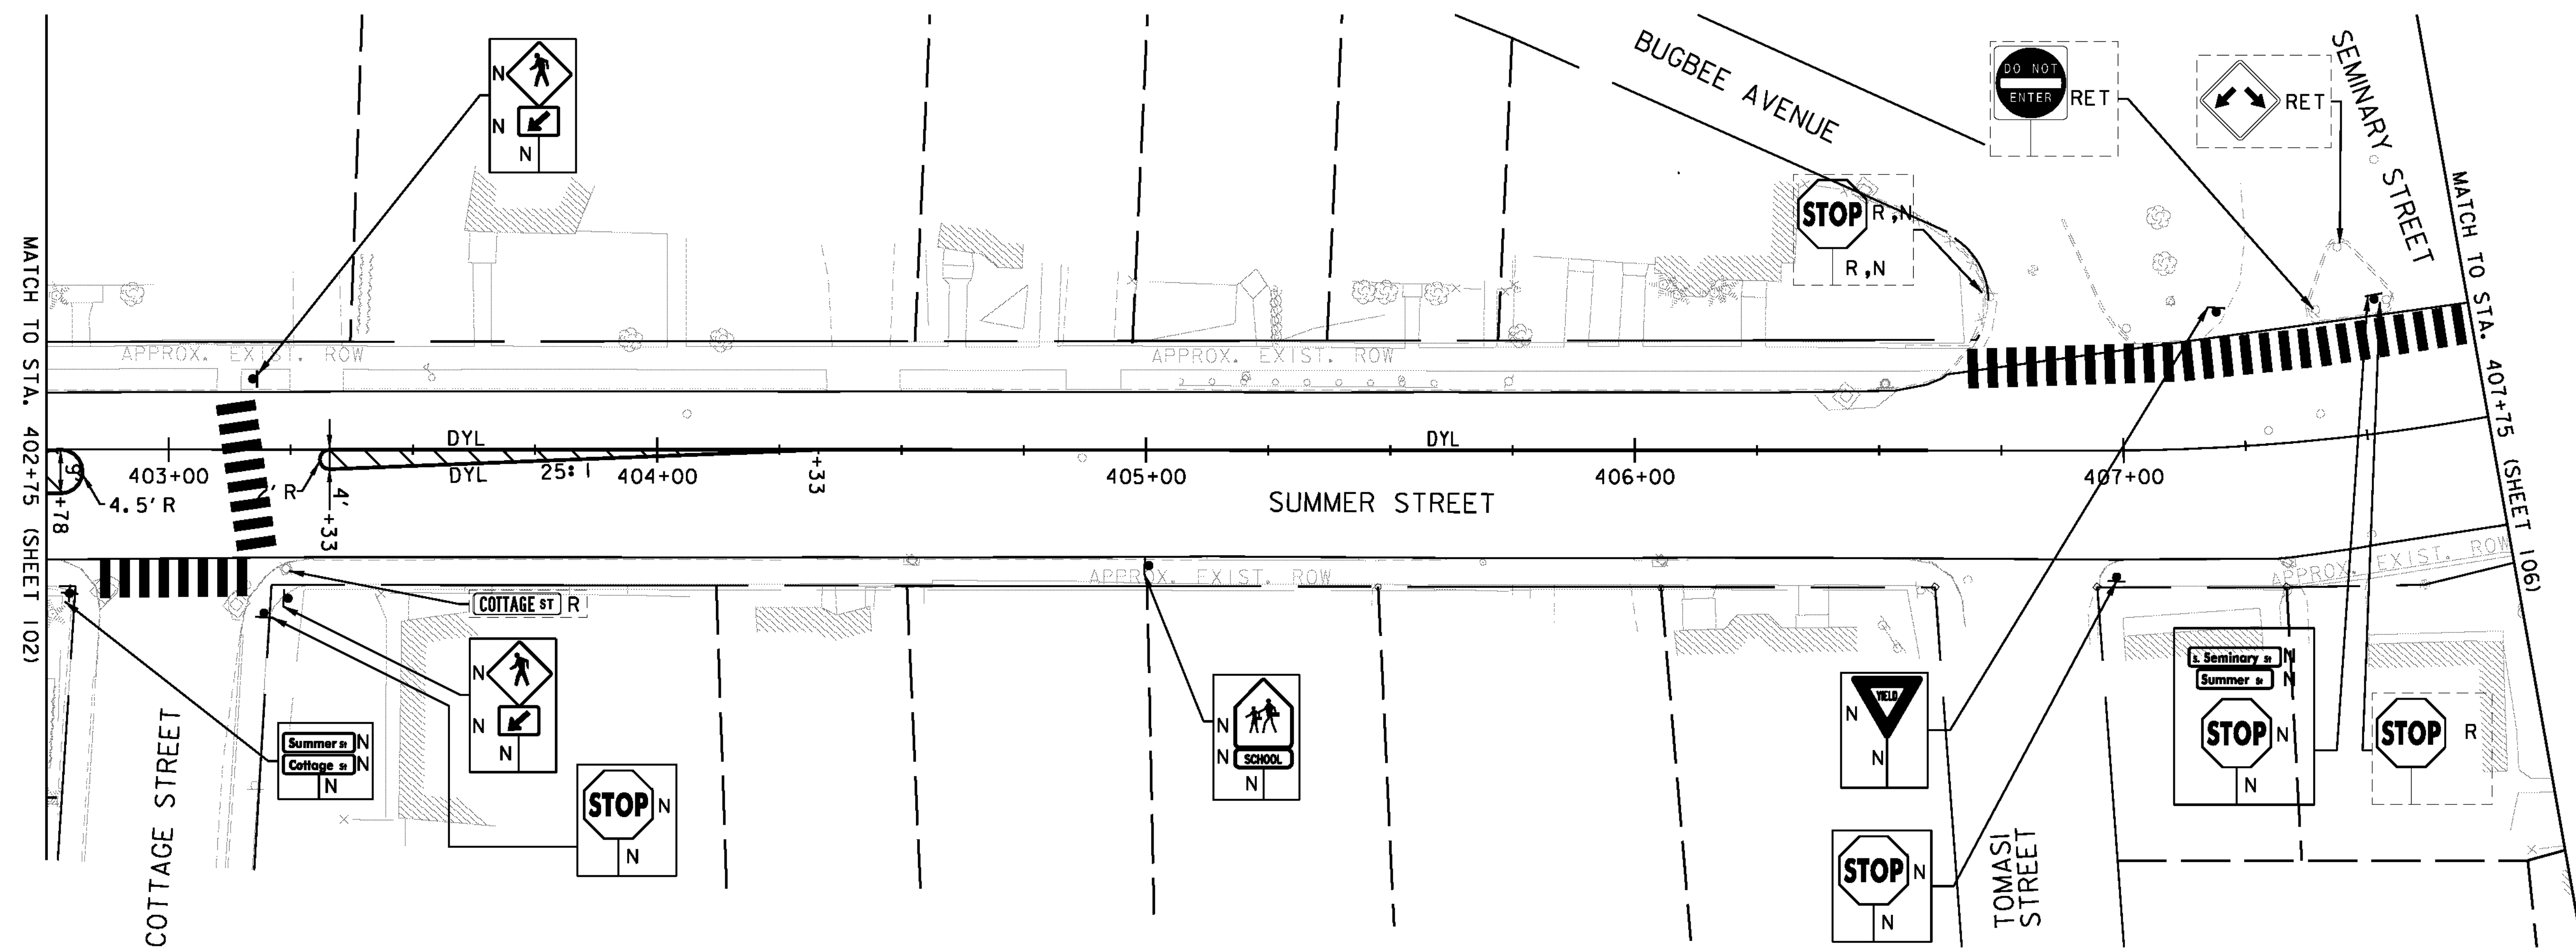 MATCH TO STA. 402+75 (SHEET 102)
N
N
N
BUGBEE AVENUE
DO NOT
ENTER
RET
RET
SEMINARY STREET
MATCH TO STA. 407+75 (SHEET 106)
STOP
R,N
R,N
APPROX. EXIST. ROW
APPROX. EXIST. ROW
DYL
DYL
DYL
25:1
9'
4.5'R
+78
403+00
'R
4'
+33
404+00
+33
405+00
406+00
407+00
SUMMER STREET
APPROX. EXIST. ROW
APPROX. EXIST. ROW
COTTAGE ST
R
COTTAGE STREET
Summer St
N
Cottage St
N
N
N
N
N
STOP
N
N
N
N
SCHOOL
N
YIELD
N
N
STOP
N
N
TOMASI
STREET
S. Seminary St
N
Summer St
N
STOP
N
N
STOP
R